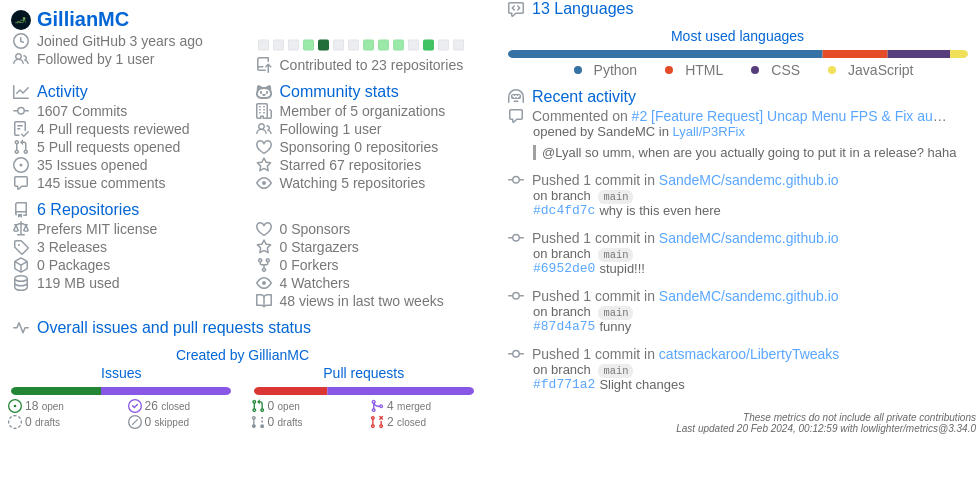 GillianMC
Joined GitHub 3 years ago
Followed by 1 user
Contributed to 23 repositories
Activity
1607 Commits
4 Pull requests reviewed
5 Pull requests opened
35 Issues opened
145 issue comments
Community stats
Member of 5 organizations
Following 1 user
Sponsoring 0 repositories
Starred 67 repositories
Watching 5 repositories
6 Repositories
Prefers MIT license
3 Releases
0 Packages
119 MB used
0 Sponsors
0 Stargazers
0 Forkers
4 Watchers
48 views in last two weeks
Overall issues and pull requests status
Created by GillianMC
Issues
18 open
26 closed
0 drafts
0 skipped
Pull requests
0 open
4 merged
0 drafts
2 closed
13 Languages
Most used languages
Python HTML CSS JavaScript
Recent activity
Commented on #2 [Feature Request] Uncap Menu FPS & Fix au…
opened by SandeMC in Lyall/P3RFix
@Lyall so umm, when are you actually going to put it in a release? haha
Pushed 1 commit in SandeMC/sandemc.github.io
on branch main
#dc4fd7c why is this even here
Pushed 1 commit in SandeMC/sandemc.github.io
on branch main
#6952de0 stupid!!!
Pushed 1 commit in SandeMC/sandemc.github.io
on branch main
#87d4a75 funny
Pushed 1 commit in catsmackaroo/LibertyTweaks
on branch main
#fd771a2 Slight changes
These metrics do not include all private contributions
Last updated 20 Feb 2024, 00:12:59 with lowlighter/metrics@3.34.0